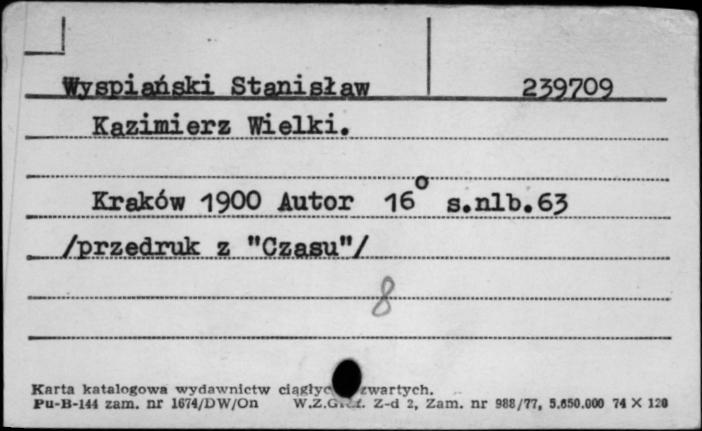 Wyspiański Stanisław 239709
Kazimierz Wielki.
Kraków 1900 Autor 16° s.nlb.63
/przedruk z "Czasu"/
8
Karta katalogowa wydawnictw zwartych.
Pu-B-144 zam. nr 1674/DW/On W.Z.Graf. Z-d 2, Zam. nr 988/77, 5.650.000 74 X 120